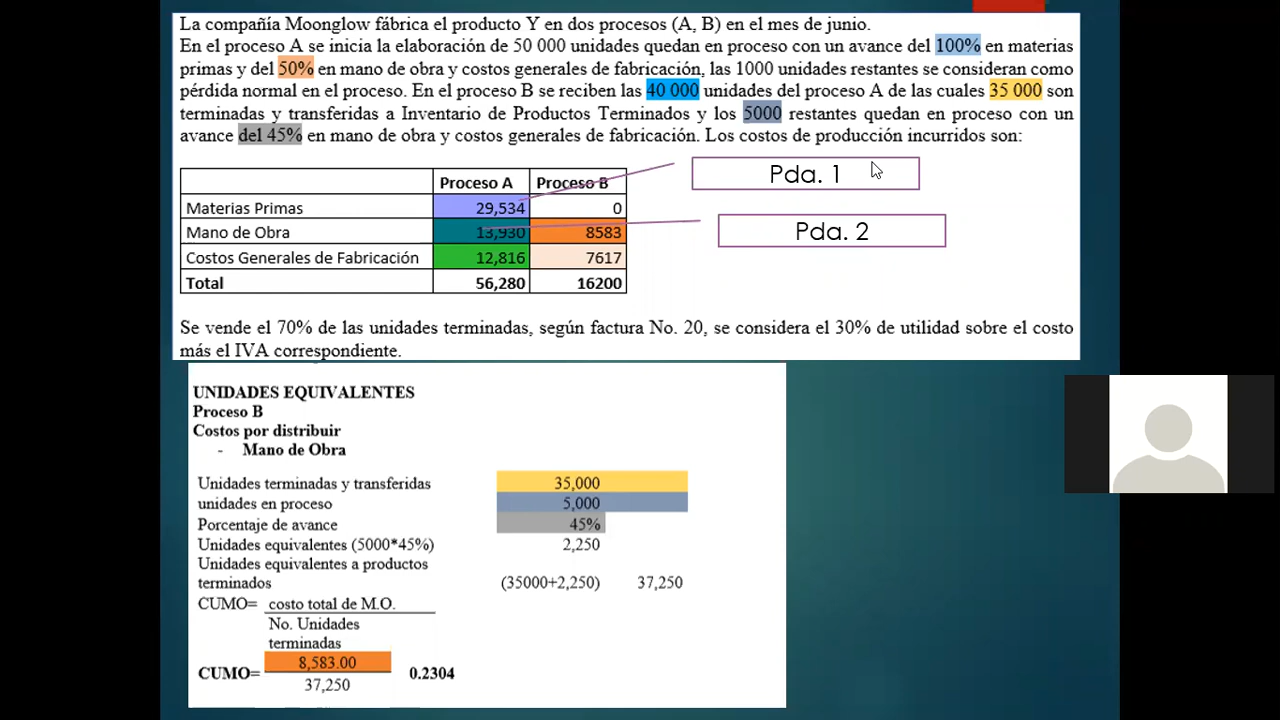 La compañía Moonglow fábrica el producto Y en dos procesos (A, B) en el mes de junio.
En el proceso A se inicia la elaboración de 50 000 unidades quedan en proceso con un avance del 100% en materias
primas y del 50% en mano de obra y costos generales de fabricación, las 1000 unidades restantes se consideran como
pérdida normal en el proceso. En el proceso B se reciben las 40 000 unidades del proceso A de las cuales 35 000 son
terminadas y transferidas a Inventario de Productos Terminados y los 5000 restantes quedan en proceso con un
avance del 45% en mano de obra y costos generales de fabricación. Los costos de producción incurridos son:
Pda. 1
Proceso A Proceso B
Materias Primas 29,534 0
Pda. 2
Mano de Obra 13,930 8583
Costos Generales de Fabricación 12,816 7617
Total 56,280 16200
Se vende el 70% de las unidades terminadas, según factura No. 20, se considera el 30% de utilidad sobre el costo
más el IVA correspondiente.
UNIDADES EQUIVALENTES
Proceso B
Costos por distribuir
- Mano de Obra
Unidades terminadas y transferidas 35,000
unidades en proceso 5,000
Porcentaje de avance 45%
Unidades equivalentes (5000*45%) 2,250
Unidades equivalentes a productos
terminados (35000+2,250) 37,250
CUMO= costo total de M.O.
No. Unidades
terminadas
8,583.00
CUMO= 0.2304
37,250